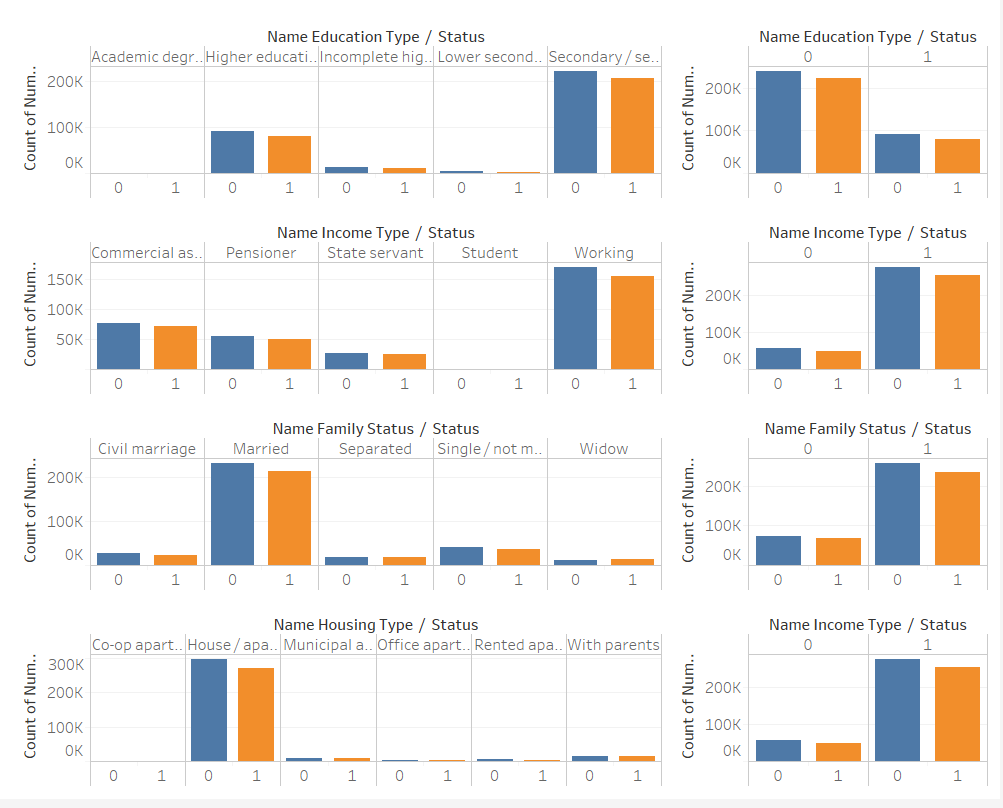 Name Education Type / Status
Academic degr.. Higher educati.. Incomplete hig.. Lower second.. Secondary / se..
Count of Num..
200K
100K
0K
0 1 0 1 0 1 0 1 0 1
Name Education Type / Status
0 1
Count of Num..
200K
100K
0K
0 1 0 1
Name Income Type / Status
Commercial as.. Pensioner State servant Student Working
Count of Num..
150K
100K
50K
0 1 0 1 0 1 0 1 0 1
Name Income Type / Status
0 1
Count of Num..
200K
100K
0K
0 1 0 1
Name Family Status / Status
Civil marriage Married Separated Single / not m.. Widow
Count of Num..
200K
100K
0K
0 1 0 1 0 1 0 1 0 1
Name Family Status / Status
0 1
Count of Num..
200K
100K
0K
0 1 0 1
Name Housing Type / Status
Co-op apart.. House / apa.. Municipal a.. Office apart.. Rented apa.. With parents
Count of Num..
300K
200K
100K
0K
0 1 0 1 0 1 0 1 0 1 0 1
Name Income Type / Status
0 1
Count of Num..
200K
100K
0K
0 1 0 1